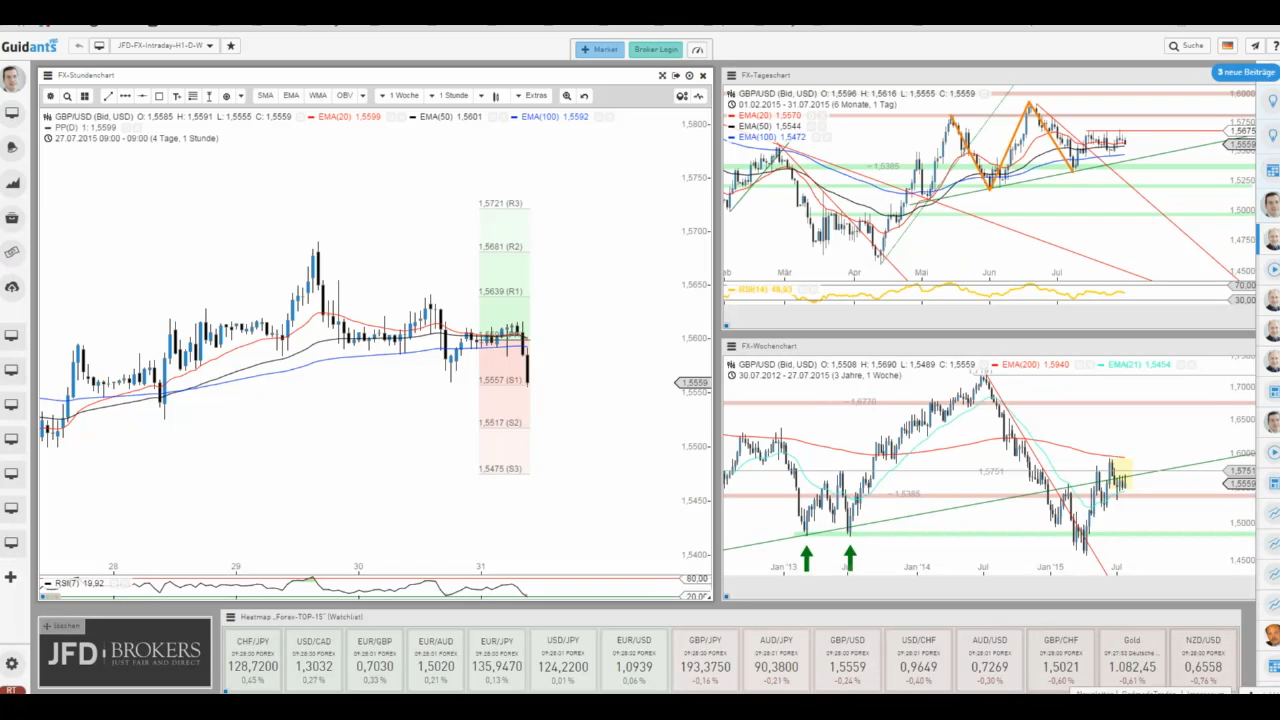 Guidants
JFD-FX-Intraday-H1-D-W
Market
Broker Login
Suche
3 neue Beiträge
FX-Stundenchart
SMA EMA WMA OBV 1 Woche 1 Stunde Extras
GBP/USD (Bid, USD) O: 1,5585 H: 1,5591 L: 1,5555 C: 1,5559 EMA(20) 1,5599 EMA(50) 1,5601 EMA(100) 1,5592
PP(D) 1: 1,5599
27.07.2015 09:00 - 09:00 (4 Tage, 1 Stunde)
1,5800
1,5750
1,5700
1,5650
1,5600
1,5559
1,5550
1,5500
1,5450
1,5400
1,5721 (R3)
1,5681 (R2)
1,5639 (R1)
1,5557 (S1)
1,5517 (S2)
1,5475 (S3)
28 29 30 31
RSI(7) 19,92
80,00
20,00
FX-Tageschart
GBP/USD (Bid, USD) O: 1,5596 H: 1,5616 L: 1,5555 C: 1,5559
01.02.2015 - 31.07.2015 (6 Monate, 1 Tag)
EMA(20) 1,5570
EMA(50) 1,5544
EMA(100) 1,5472
1,5385
1,6000
1,5750
1,5675
1,5559
1,5250
1,5000
1,4750
1,4500
Mär Apr Mai Jun Jul
RSI(14) 48,93
70,00
30,00
FX-Wochenchart
GBP/USD (Bid, USD) O: 1,5508 H: 1,5690 L: 1,5489 C: 1,5559 EMA(200) 1,5940 EMA(21) 1,5454
30.07.2012 - 27.07.2015 (3 Jahre, 1 Woche)
1,6770
1,5751
1,5385
1,7000
1,6500
1,6000
1,5751
1,5559
1,5000
1,4500
Jan '13 Jan '14 Jul Jan '15 Jul
löschen
JFD BROKERS
JUST FAIR AND DIRECT
Heatmap „Forex-TOP-15“ (Watchlist)
CHF/JPY USD/CAD EUR/GBP EUR/AUD EUR/JPY USD/JPY EUR/USD GBP/JPY AUD/JPY GBP/USD USD/CHF AUD/USD GBP/CHF Gold NZD/USD
128,7200 1,3032 0,7030 1,5020 135,9470 124,2200 1,0939 193,3750 90,3800 1,5559 0,9649 0,7269 1,5021 1.082,45 0,6558
0,45% 0,27% 0,33% 0,21% 0,13% 0,01% 0,06% -0,16% -0,21% -0,24% -0,40% -0,30% -0,60% -0,61% -0,76%
RT